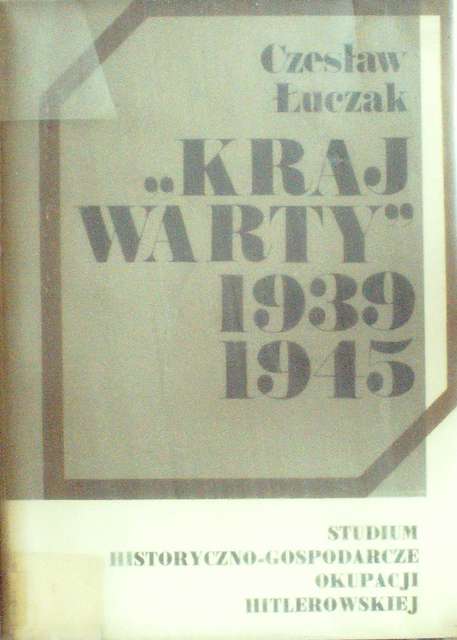 Czesław
Łuczak
„KRAJ
WARTY”
1939
1945
STUDIUM
HISTORYCZNO-GOSPODARCZE
OKUPACJI
HITLEROWSKIEJ